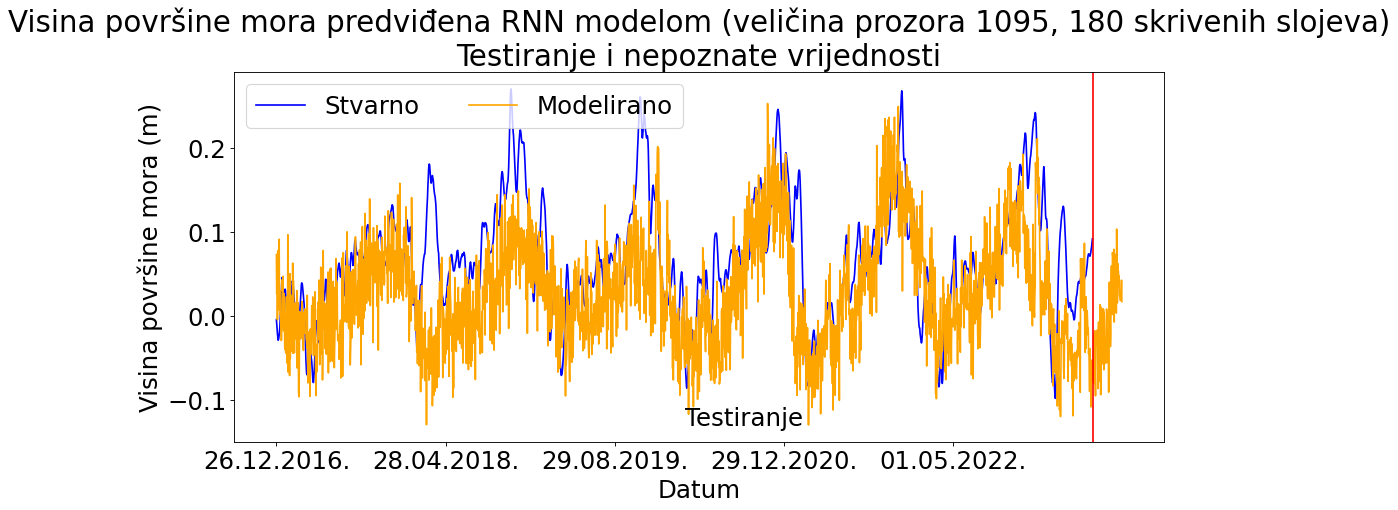 Visina površine mora predviđena RNN modelom (veličina prozora 1095, 180 skrivenih slojeva)
Testiranje i nepoznate vrijednosti
Stvarno Modelirano
Visina površine mora (m)
0.2
0.1
0.0
−0.1
Testiranje
26.12.2016. 28.04.2018. 29.08.2019. 29.12.2020. 01.05.2022.
Datum